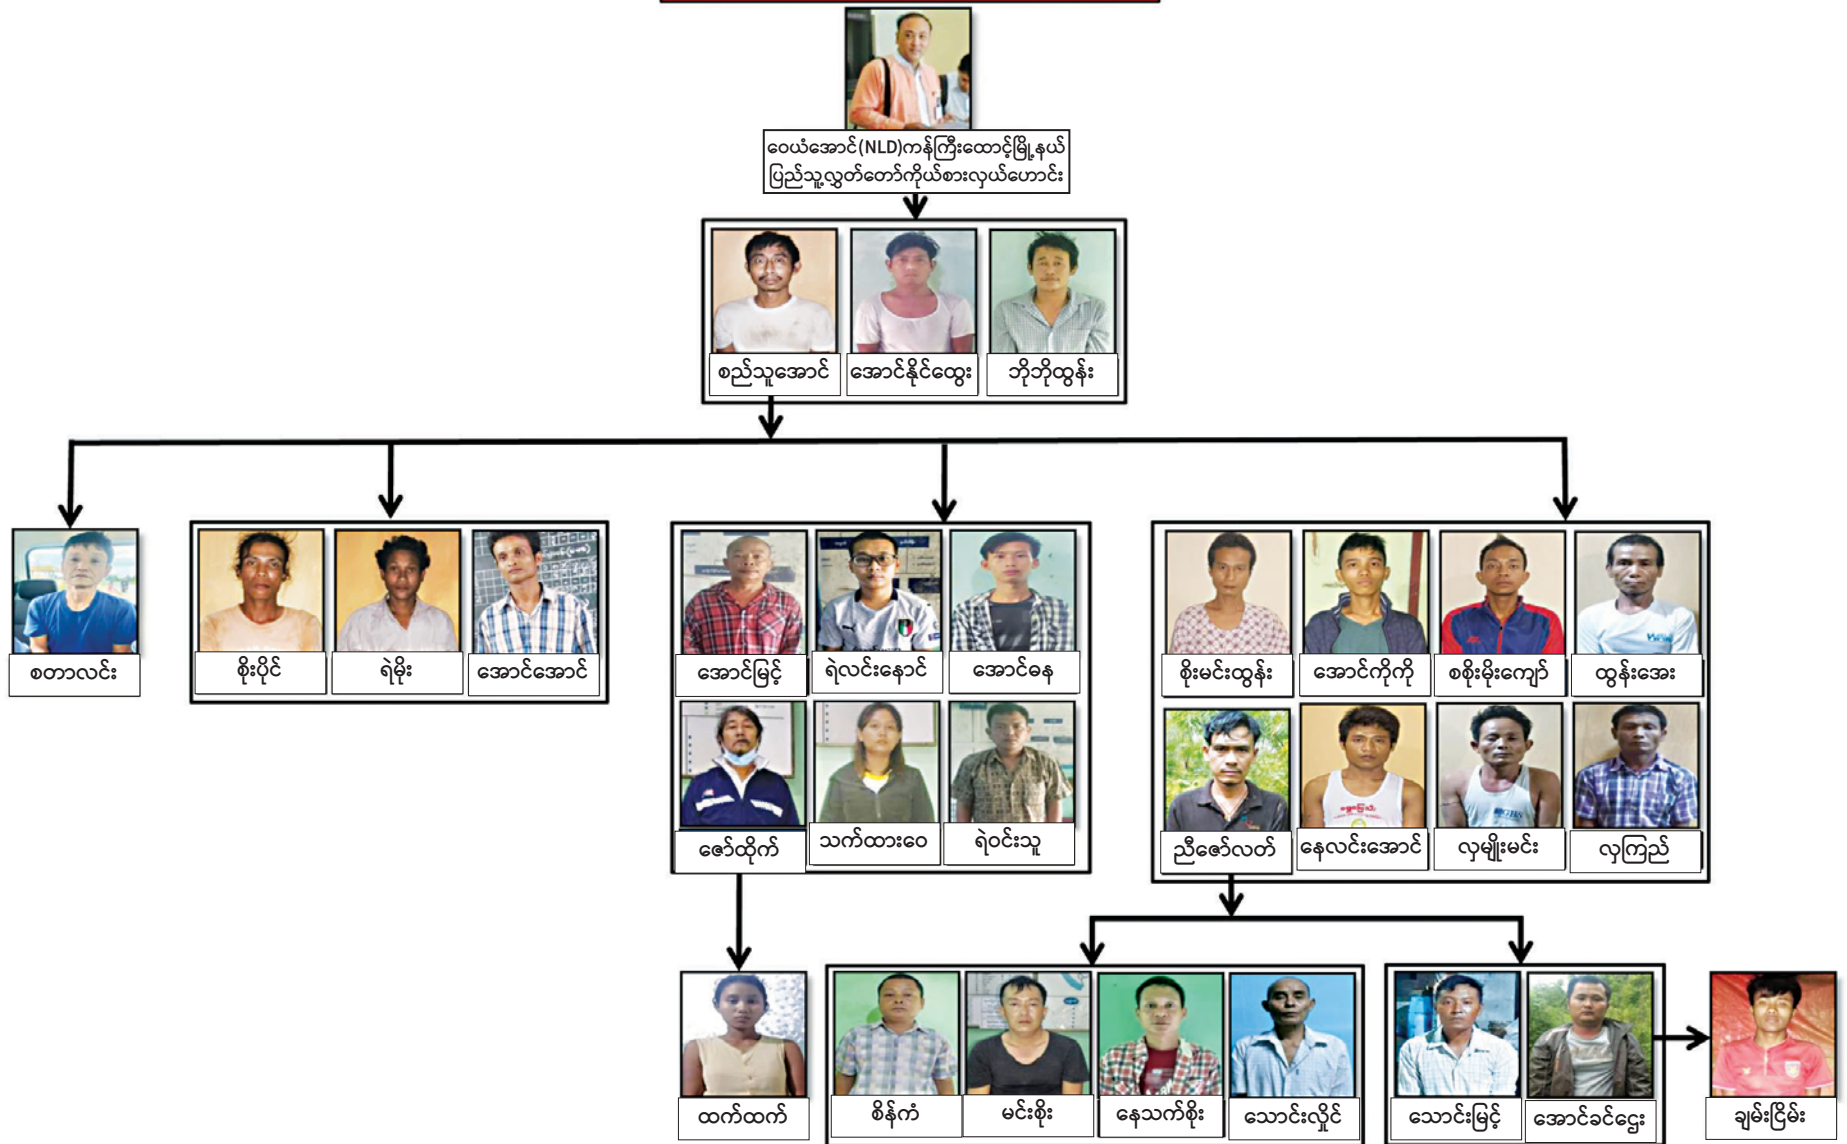 ဝေယံအောင်(NLD)ကန်ကြီးထောင့်မြို့နယ်
ပြည်သူ့လွှတ်တော်ကိုယ်စားလှယ်ဟောင်း
စည်သူအောင်
အောင်နိုင်ထွေး
ဘိုဘိုထွန်း
စတာလင်း
စိုးပိုင်
ရဲမိုး
အောင်အောင်
အောင်မြင့်
ရဲလင်းနောင်
အောင်ဓန
စိုးမင်းထွန်း
အောင်ကိုကို
စစိုးမိုးကျော်
ထွန်းအေး
ဇော်ထိုက်
သက်ထားဝေ
ရဲဝင်းသူ
ညီဇော်လတ်
နေလင်းအောင်
လှမျိုးမင်း
လှကြည်
ထက်ထက်
စိန်ကံ
မင်းစိုး
နေသက်စိုး
သောင်းလှိုင်
သောင်းမြင့်
အောင်ခင်ဌေး
ချမ်းငြိမ်း